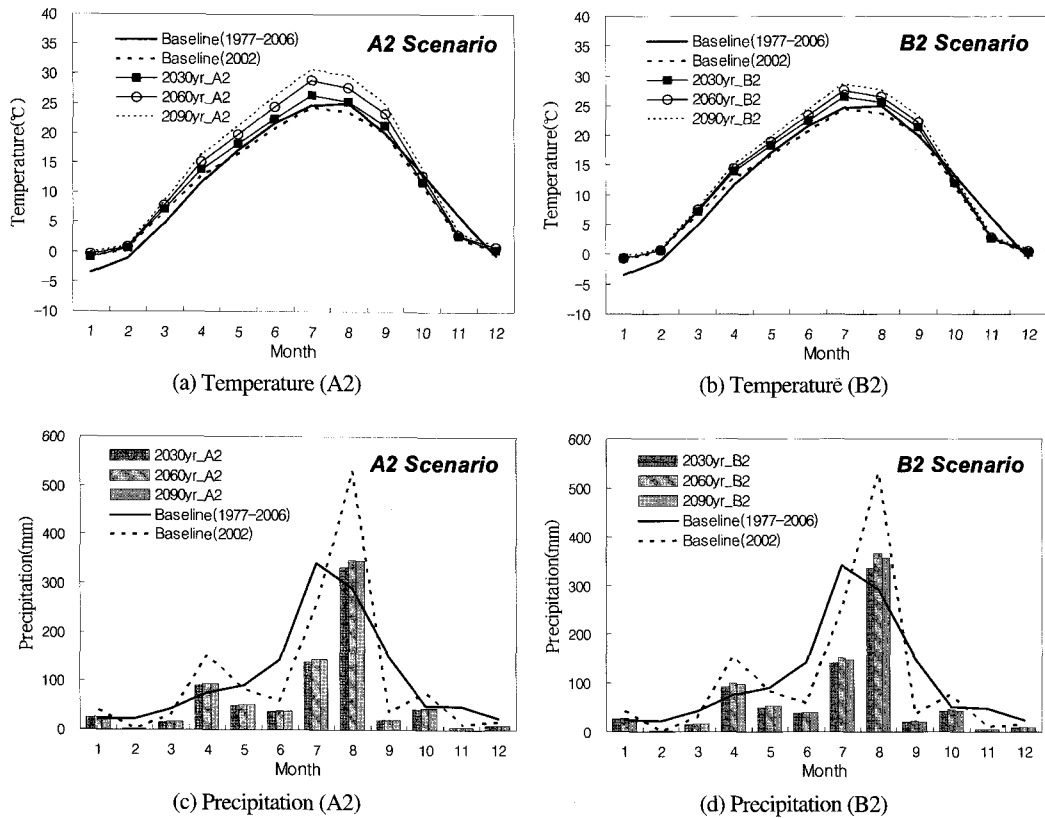 A2 Scenario
Baseline(1977-2006)
Baseline(2002)
2030yr_A2
2060yr_A2
2090yr_A2
Temperature(℃)
40
35
30
25
20
15
10
5
0
-5
-10
1 2 3 4 5 6 7 8 9 10 11 12
Month
(a) Temperature (A2)
B2 Scenario
Baseline(1977-2006)
Baseline(2002)
2030yr_B2
2060yr_B2
2090yr_B2
Temperature(℃)
40
35
30
25
20
15
10
5
0
-5
-10
1 2 3 4 5 6 7 8 9 10 11 12
Month
(b) Temperature (B2)
A2 Scenario
2030yr_A2
2060yr_A2
2090yr_A2
Baseline(1977-2006)
Baseline(2002)
Precipitation(mm)
600
500
400
300
200
100
0
1 2 3 4 5 6 7 8 9 10 11 12
Month
(c) Precipitation (A2)
B2 Scenario
2030yr_B2
2060yr_B2
2090yr_B2
Baseline(1977-2006)
Baseline(2002)
Precipitation(mm)
600
500
400
300
200
100
0
1 2 3 4 5 6 7 8 9 10 11 12
Month
(d) Precipitation (B2)